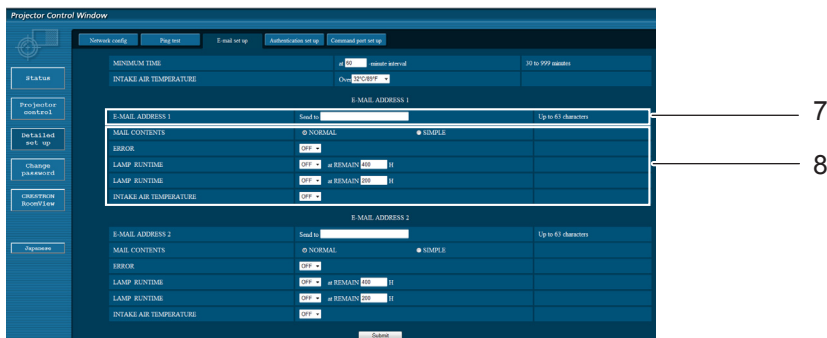 Projector Control Window
Network config Ping test E-mail set up Authentication set up Command port set up
MINIMUM TIME at 60 -minute interval 30 to 999 minutes
INTAKE AIR TEMPERATURE Over 32°C/89°F
Status
E-MAIL ADDRESS 1
Projector control
E-MAIL ADDRESS 1 Send to Up to 63 characters 7
MAIL CONTENTS NORMAL SIMPLE
Detailed set up
ERROR OFF
LAMP RUNTIME OFF at REMAIN 400 H 8
Change password
LAMP RUNTIME OFF at REMAIN 200 H
INTAKE AIR TEMPERATURE OFF
CRESTRON RoomView
E-MAIL ADDRESS 2
E-MAIL ADDRESS 2 Send to Up to 63 characters
Japanese
MAIL CONTENTS NORMAL SIMPLE
ERROR OFF
LAMP RUNTIME OFF at REMAIN 400 H
LAMP RUNTIME OFF at REMAIN 200 H
INTAKE AIR TEMPERATURE OFF
Submit